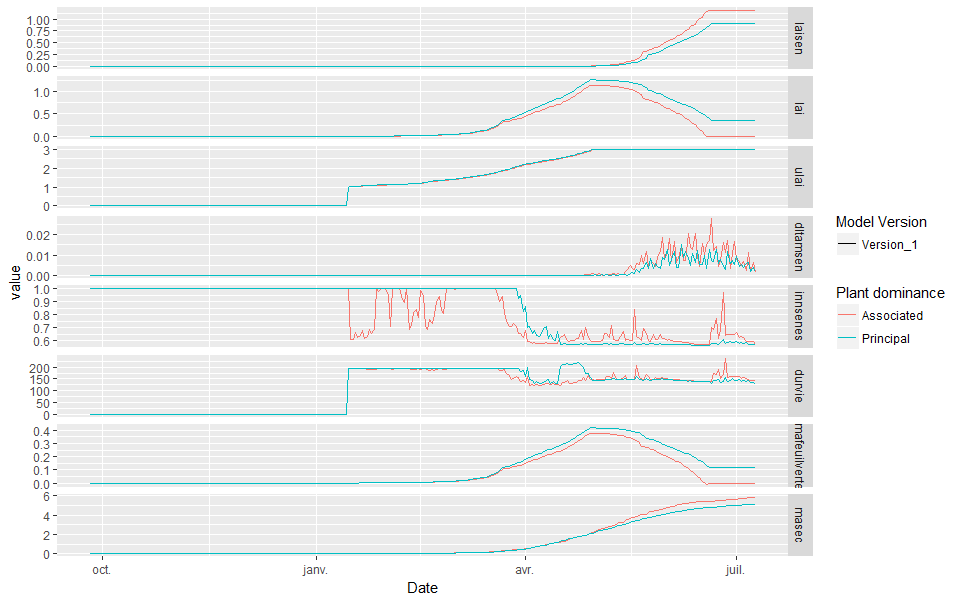 1.00
0.75
0.50
0.25
0.00
laisen
1.0
0.5
0.0
lai
3
2
1
0
ulai
0.02
0.01
0.00
dltamsen
1.0
0.9
0.8
0.7
0.6
innsenes
200
150
100
50
0
durvie
0.4
0.3
0.2
0.1
0.0
mafeuilverte
6
4
2
0
masec
value
oct.
janv.
avr.
juil.
Date
Model Version
Version_1
Plant dominance
Associated
Principal